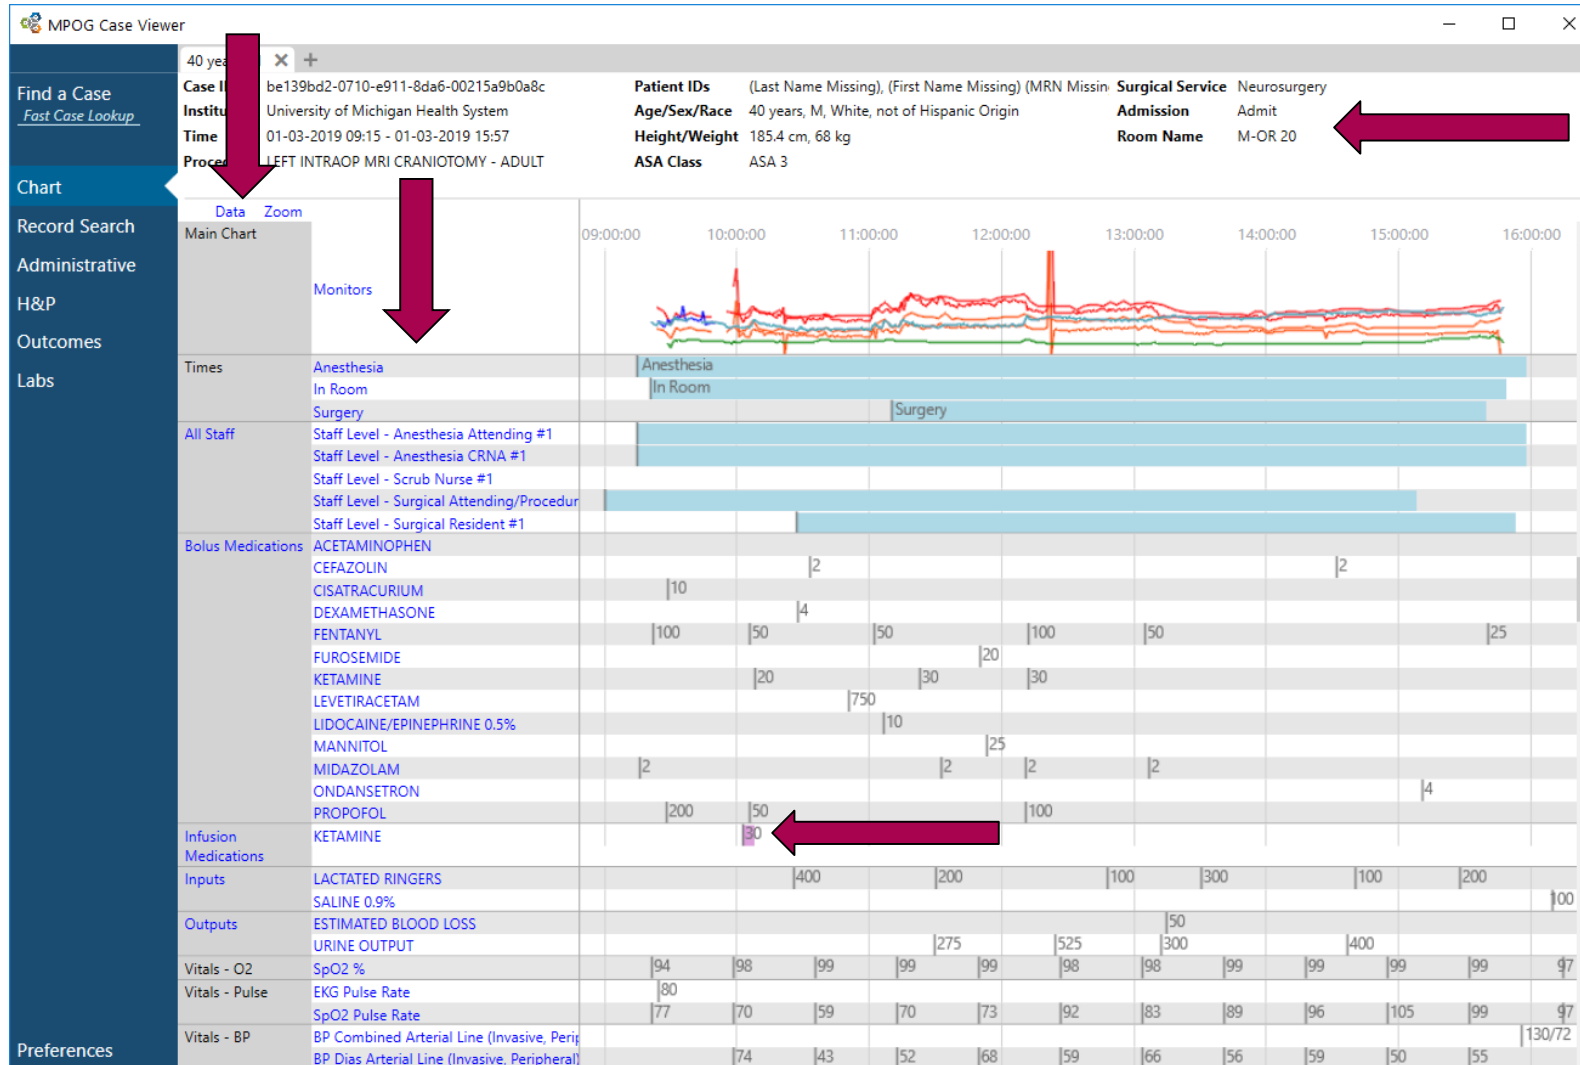 MPOG Case Viewer
40 yea
Find a Case
Fast Case Lookup
Chart
Record Search
Administrative
H&P
Outcomes
Labs
Preferences
Case I be139bd2-0710-e911-8da6-00215a9b0a8c Patient IDs (Last Name Missing), (First Name Missing) (MRN Missin Surgical Service Neurosurgery
Institu University of Michigan Health System Age/Sex/Race 40 years, M, White, not of Hispanic Origin Admission Admit
Time 01-03-2019 09:15 - 01-03-2019 15:57 Height/Weight 185.4 cm, 68 kg Room Name M-OR 20
Proced LEFT INTRAOP MRI CRANIOTOMY - ADULT ASA Class ASA 3
Data Zoom
Main Chart 09:00:00 10:00:00 11:00:00 12:00:00 13:00:00 14:00:00 15:00:00 16:00:00
Monitors
Times Anesthesia Anesthesia
In Room In Room
Surgery Surgery
All Staff Staff Level - Anesthesia Attending #1
Staff Level - Anesthesia CRNA #1
Staff Level - Scrub Nurse #1
Staff Level - Surgical Attending/Procedur
Staff Level - Surgical Resident #1
Bolus Medications ACETAMINOPHEN
CEFAZOLIN 2 2
CISATRACURIUM 10
DEXAMETHASONE 4
FENTANYL 100 50 50 100 50 25
FUROSEMIDE 20
KETAMINE 20 30 30
LEVETIRACETAM 750
LIDOCAINE/EPINEPHRINE 0.5% 10
MANNITOL 25
MIDAZOLAM 2 2 2 2
ONDANSETRON 4
PROPOFOL 200 50 100
Infusion KETAMINE 30
Medications
Inputs LACTATED RINGERS 400 200 100 300 100 200
SALINE 0.9% 100
Outputs ESTIMATED BLOOD LOSS 50
URINE OUTPUT 275 525 300 400
Vitals - O2 SpO2 % 94 98 99 99 99 98 98 99 99 99 99 97
Vitals - Pulse EKG Pulse Rate 80
SpO2 Pulse Rate 77 70 59 70 73 92 83 89 96 105 99 97
Vitals - BP BP Combined Arterial Line (Invasive, Perip 130/72
BP Dias Arterial Line (Invasive, Peripheral) 74 43 52 68 59 66 56 59 50 55